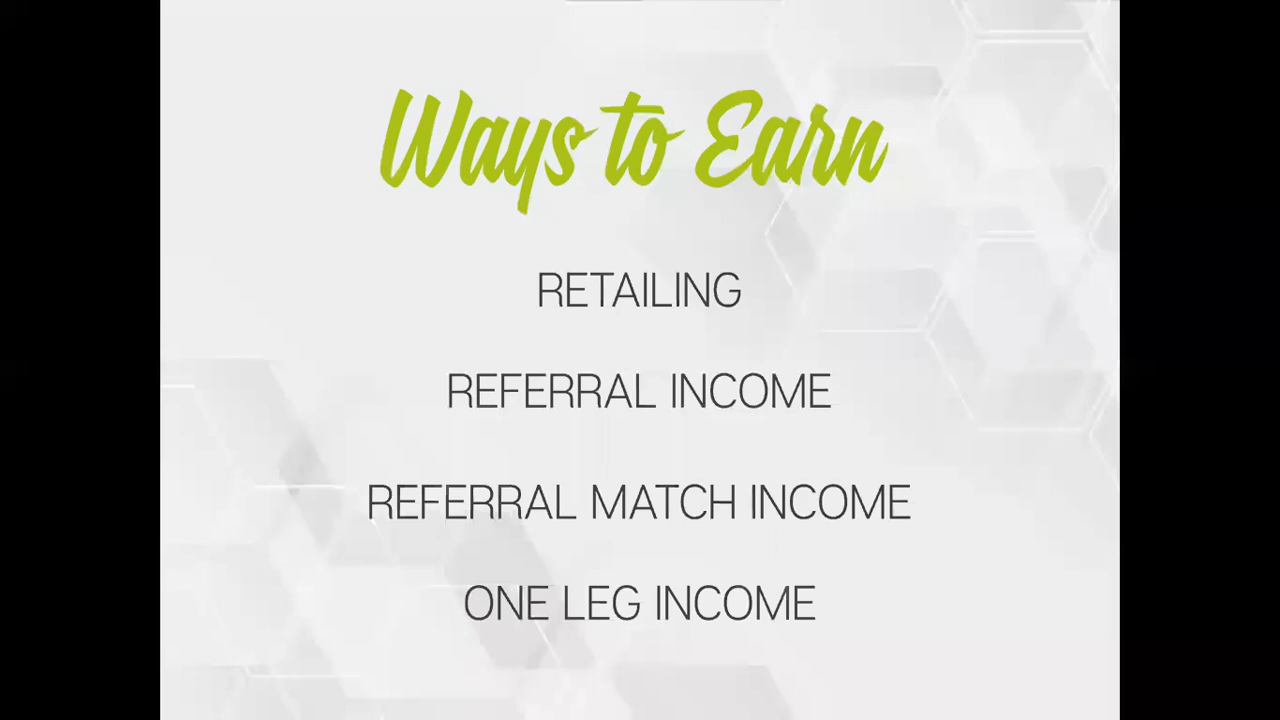 Ways to Earn
RETAILING
REFERRAL INCOME
REFERRAL MATCH INCOME
ONE LEG INCOME